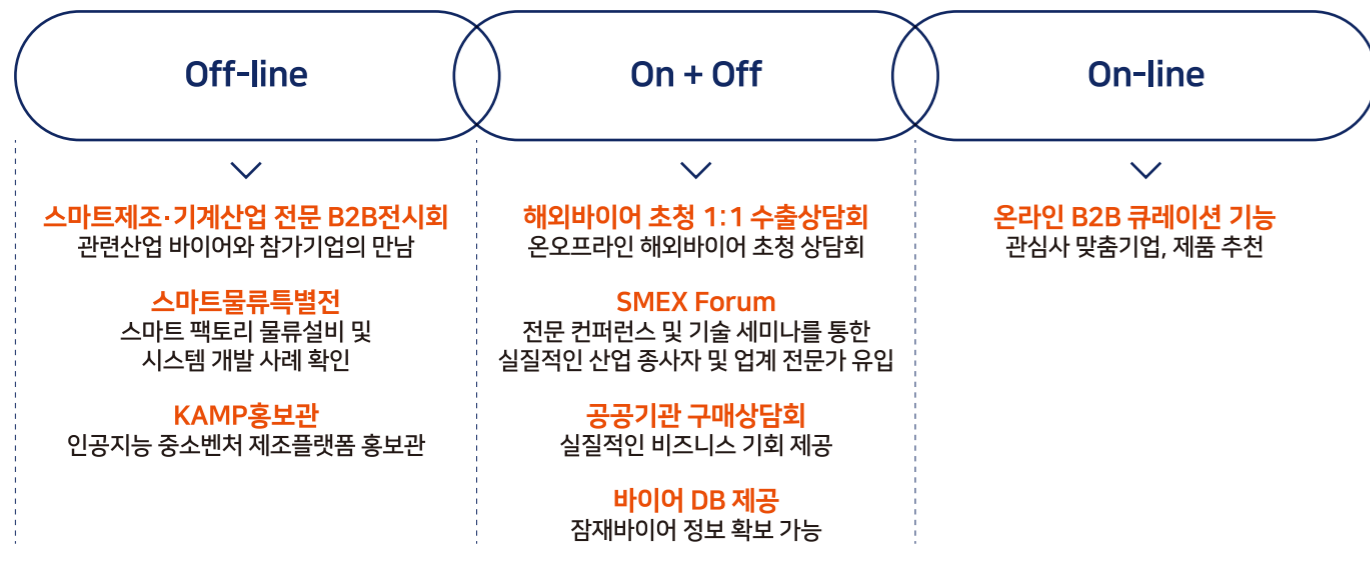 Off-line
스마트제조·기계산업 전문 B2B전시회
관련산업 바이어와 참가기업의 만남
스마트물류특별전
스마트 팩토리 물류설비 및
시스템 개발 사례 확인
KAMP홍보관
인공지능 중소벤처 제조플랫폼 홍보관
On + Off
해외바이어 초청 1:1 수출상담회
온오프라인 해외바이어 초청 상담회
SMEX Forum
전문 컨퍼런스 및 기술 세미나를 통한
실질적인 산업 종사자 및 업계 전문가 유입
공공기관 구매상담회
실질적인 비즈니스 기회 제공
바이어 DB 제공
잠재바이어 정보 확보 가능
On-line
온라인 B2B 큐레이션 기능
관심사 맞춤기업, 제품 추천